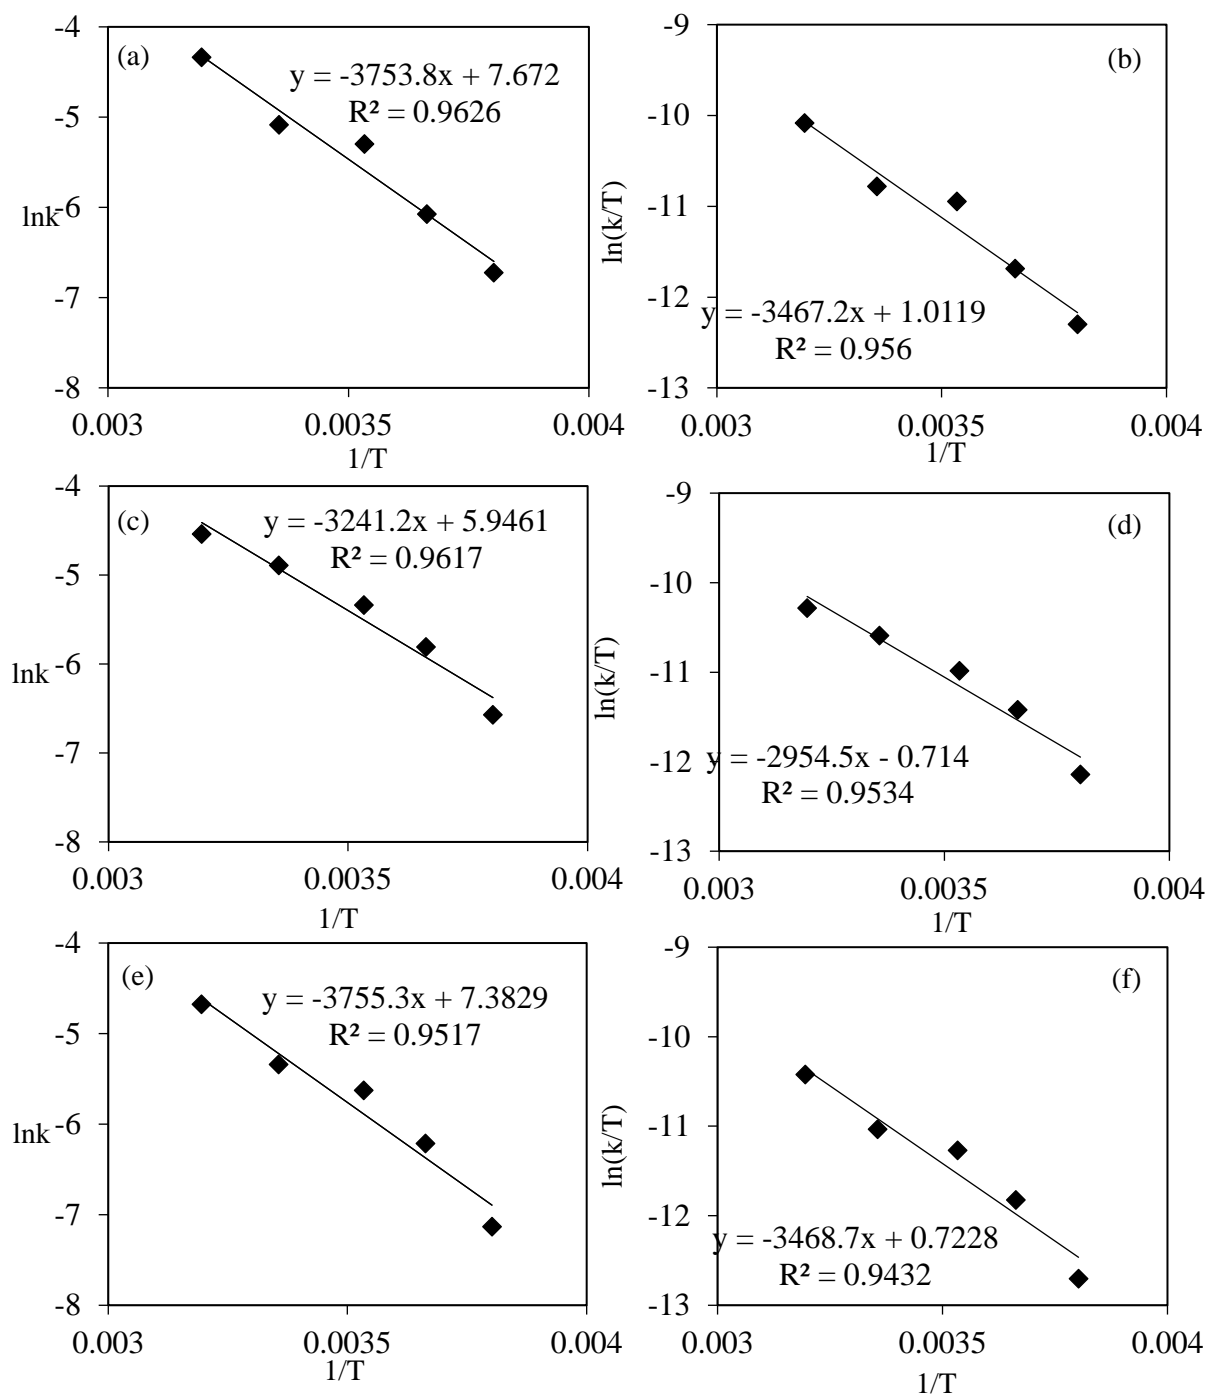 -4
(a)
y = -3753.8x + 7.672
R² = 0.9626
-5
lnk
-6
-7
-8
0.003
0.0035
0.004
1/T
-9
(b)
-10
-11
ln(k/T)
-12
y = -3467.2x + 1.0119
R² = 0.956
-13
0.003
0.0035
0.004
1/T
-4
(c)
y = -3241.2x + 5.9461
R² = 0.9617
-5
lnk
-6
-7
-8
0.003
0.0035
0.004
1/T
-9
(d)
-10
-11
ln(k/T)
-12
y = -2954.5x - 0.714
R² = 0.9534
-13
0.003
0.0035
0.004
1/T
-4
(e)
y = -3755.3x + 7.3829
R² = 0.9517
-5
-6
lnk
-7
-8
0.003
0.0035
0.004
1/T
-9
(f)
-10
-11
ln(k/T)
-12
y = -3468.7x + 0.7228
R² = 0.9432
-13
0.003
0.0035
0.004
1/T